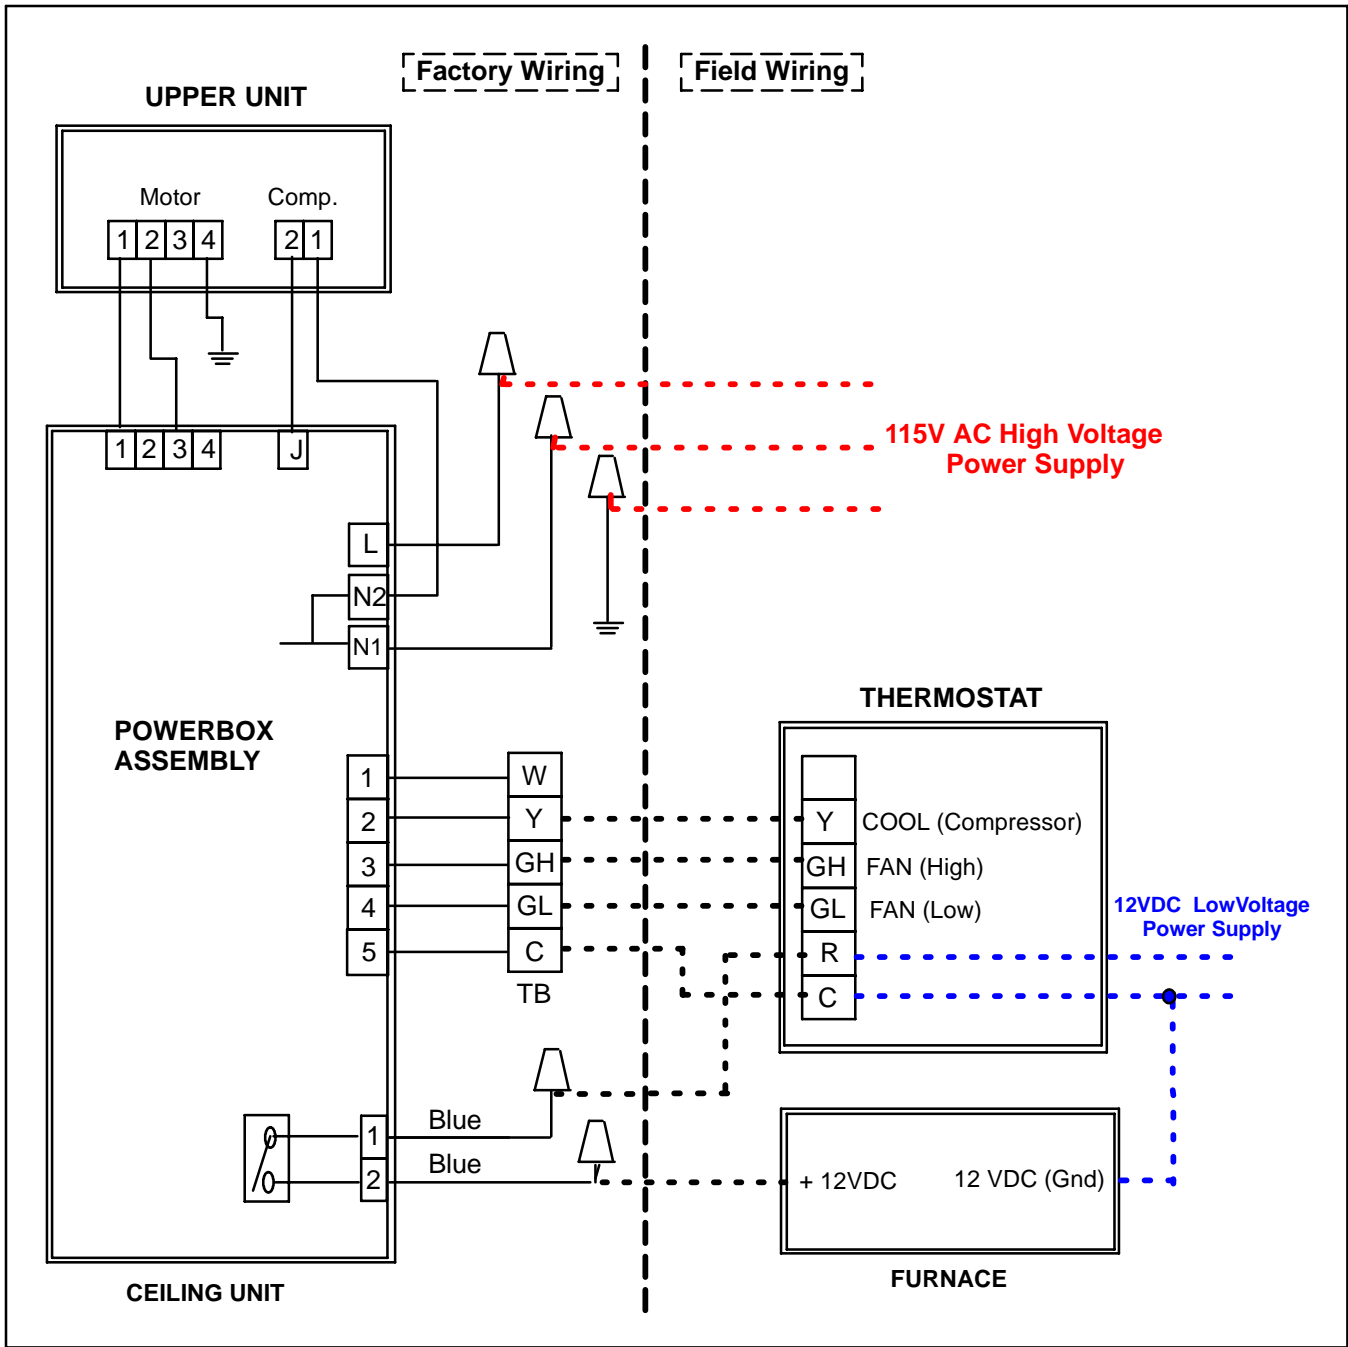 Factory Wiring
Field Wiring
UPPER UNIT
Motor
Comp.
1 2 3 4
2 1
1 2 3 4
J
115V AC High Voltage
Power Supply
L
N2
N1
THERMOSTAT
POWERBOX
ASSEMBLY
1
W
2
Y
Y
COOL (Compressor)
3
GH
GH
FAN (High)
4
GL
GL
FAN (Low)
12VDC LowVoltage
Power Supply
5
C
R
TB
C
1
Blue
2
Blue
+ 12VDC
12 VDC (Gnd)
CEILING UNIT
FURNACE